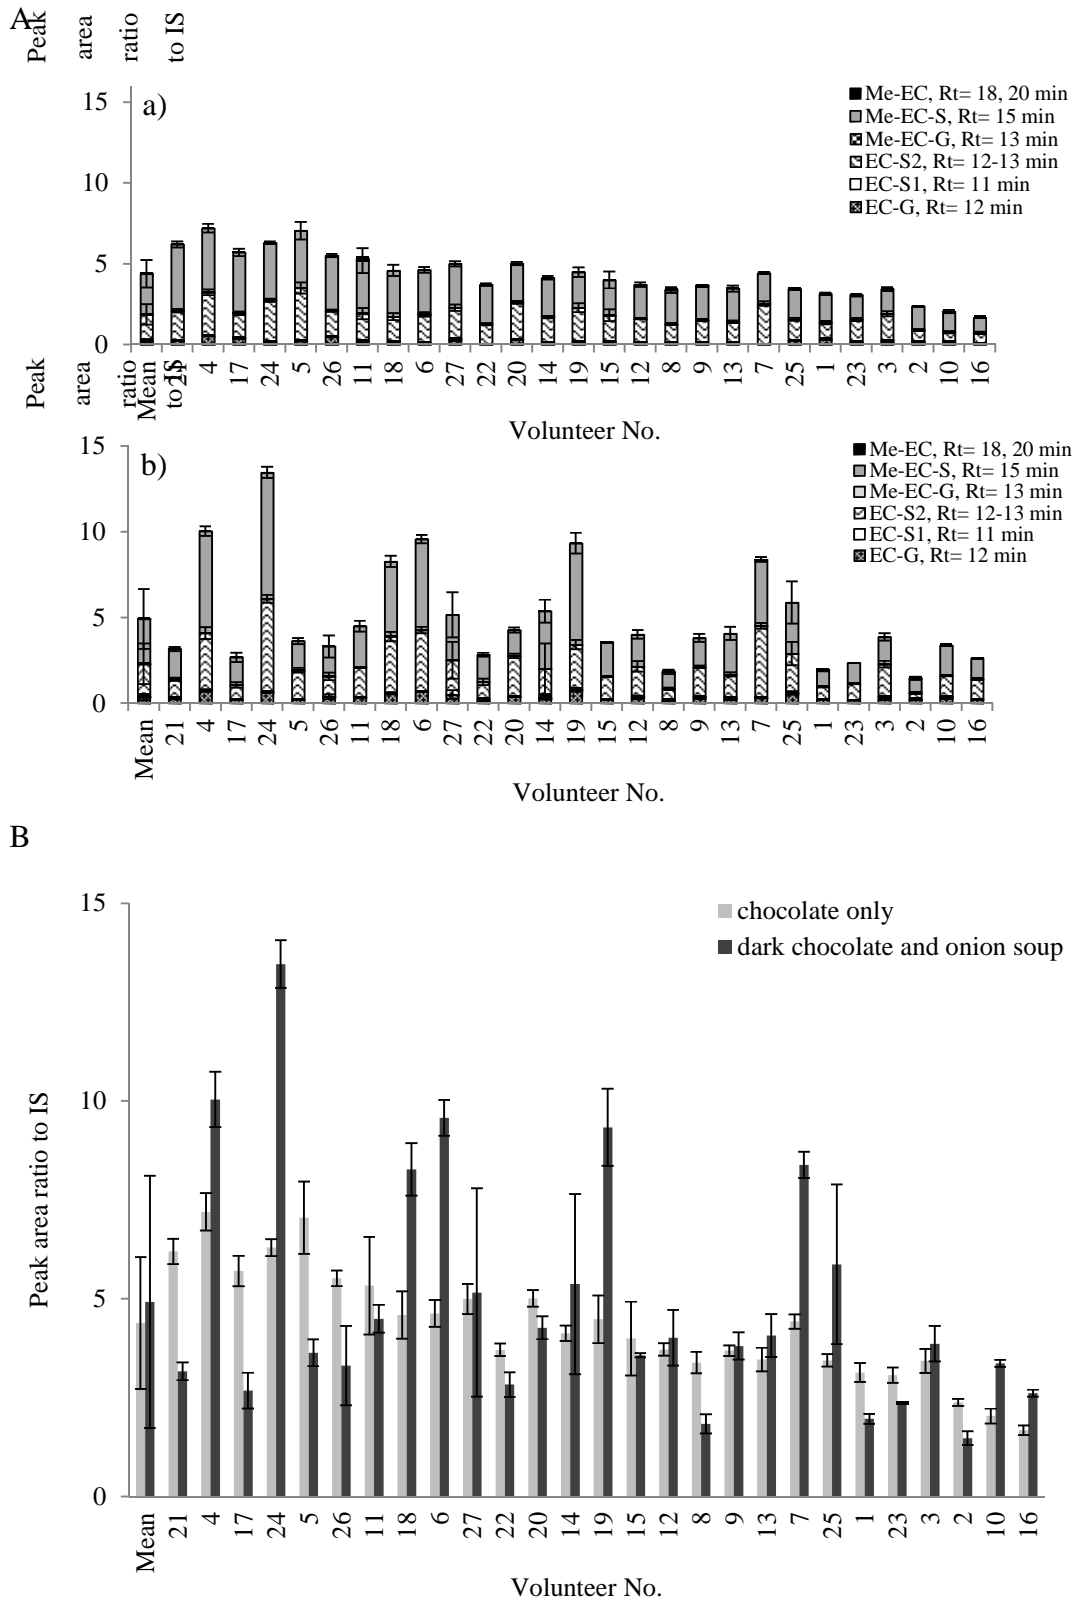 A
Peak area ratio to IS
a)
15
10
5
0
Me-EC, Rt= 18, 20 min
Me-EC-S, Rt= 15 min
Me-EC-G, Rt= 13 min
EC-S2, Rt= 12-13 min
EC-S1, Rt= 11 min
EC-G, Rt= 12 min
Mean 21 4 17 24 5 26 11 18 6 27 22 20 14 19 15 12 8 9 13 7 25 1 23 3 2 10 16
Volunteer No.
Peak area ratio to IS
b)
15
10
5
0
Me-EC, Rt= 18, 20 min
Me-EC-S, Rt= 15 min
Me-EC-G, Rt= 13 min
EC-S2, Rt= 12-13 min
EC-S1, Rt= 11 min
EC-G, Rt= 12 min
Mean 21 4 17 24 5 26 11 18 6 27 22 20 14 19 15 12 8 9 13 7 25 1 23 3 2 10 16
Volunteer No.
B
Peak area ratio to IS
15
10
5
0
chocolate only
dark chocolate and onion soup
Mean 21 4 17 24 5 26 11 18 6 27 22 20 14 19 15 12 8 9 13 7 25 1 23 3 2 10 16
Volunteer No.